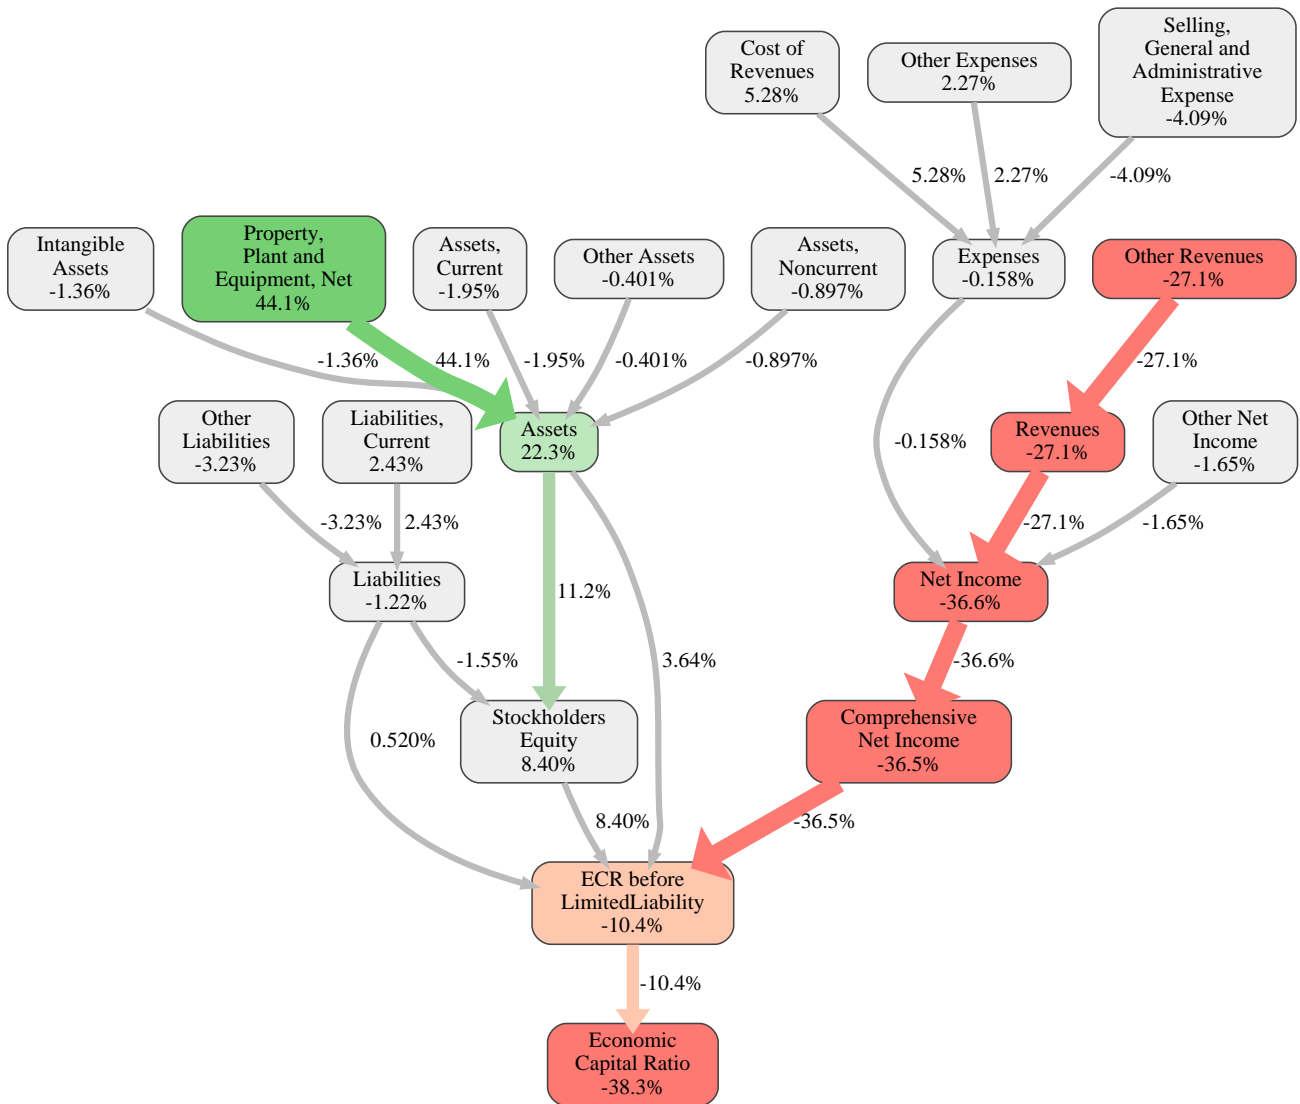 Cost of
Revenues
5.28%
Other Expenses
2.27%
Selling,
General and
Administrative
Expense
-4.09%
5.28%
2.27%
-4.09%
Intangible
Assets
-1.36%
Property,
Plant and
Equipment, Net
44.1%
Assets,
Current
-1.95%
Other Assets
-0.401%
Assets,
Noncurrent
-0.897%
Expenses
-0.158%
Other Revenues
-27.1%
-1.36%
44.1%
-1.95%
-0.401%
-0.897%
-27.1%
Other
Liabilities
-3.23%
Liabilities,
Current
2.43%
Assets
22.3%
-0.158%
Revenues
-27.1%
Other Net
Income
-1.65%
-3.23%
2.43%
-27.1%
-1.65%
Liabilities
-1.22%
11.2%
Net Income
-36.6%
-1.55%
3.64%
-36.6%
0.520%
Stockholders
Equity
8.40%
Comprehensive
Net Income
-36.5%
8.40%
-36.5%
ECR before
LimitedLiability
-10.4%
-10.4%
Economic
Capital Ratio
-38.3%